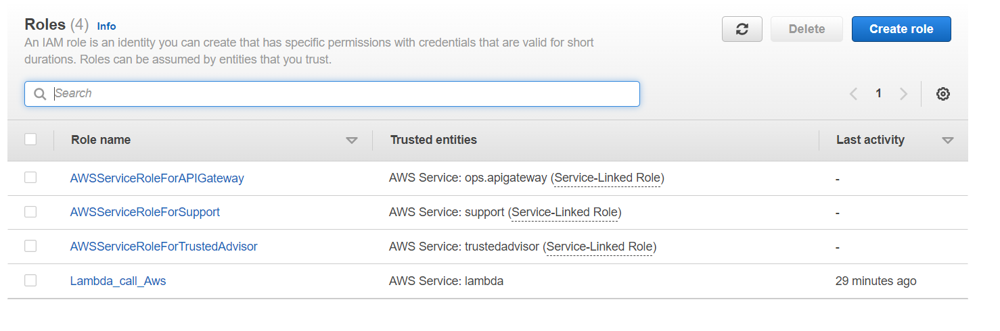 Roles (4) Info
Delete
Create role
An IAM role is an identity you can create that has specific permissions with credentials that are valid for short
durations. Roles can be assumed by entities that you trust.
Search
1
Role name Trusted entities Last activity
AWSServiceRoleForAPIGateway AWS Service: ops.apigateway (Service-Linked Role) -
AWSServiceRoleForSupport AWS Service: support (Service-Linked Role) -
AWSServiceRoleForTrustedAdvisor AWS Service: trustedadvisor (Service-Linked Role) -
Lambda_call_Aws AWS Service: lambda 29 minutes ago